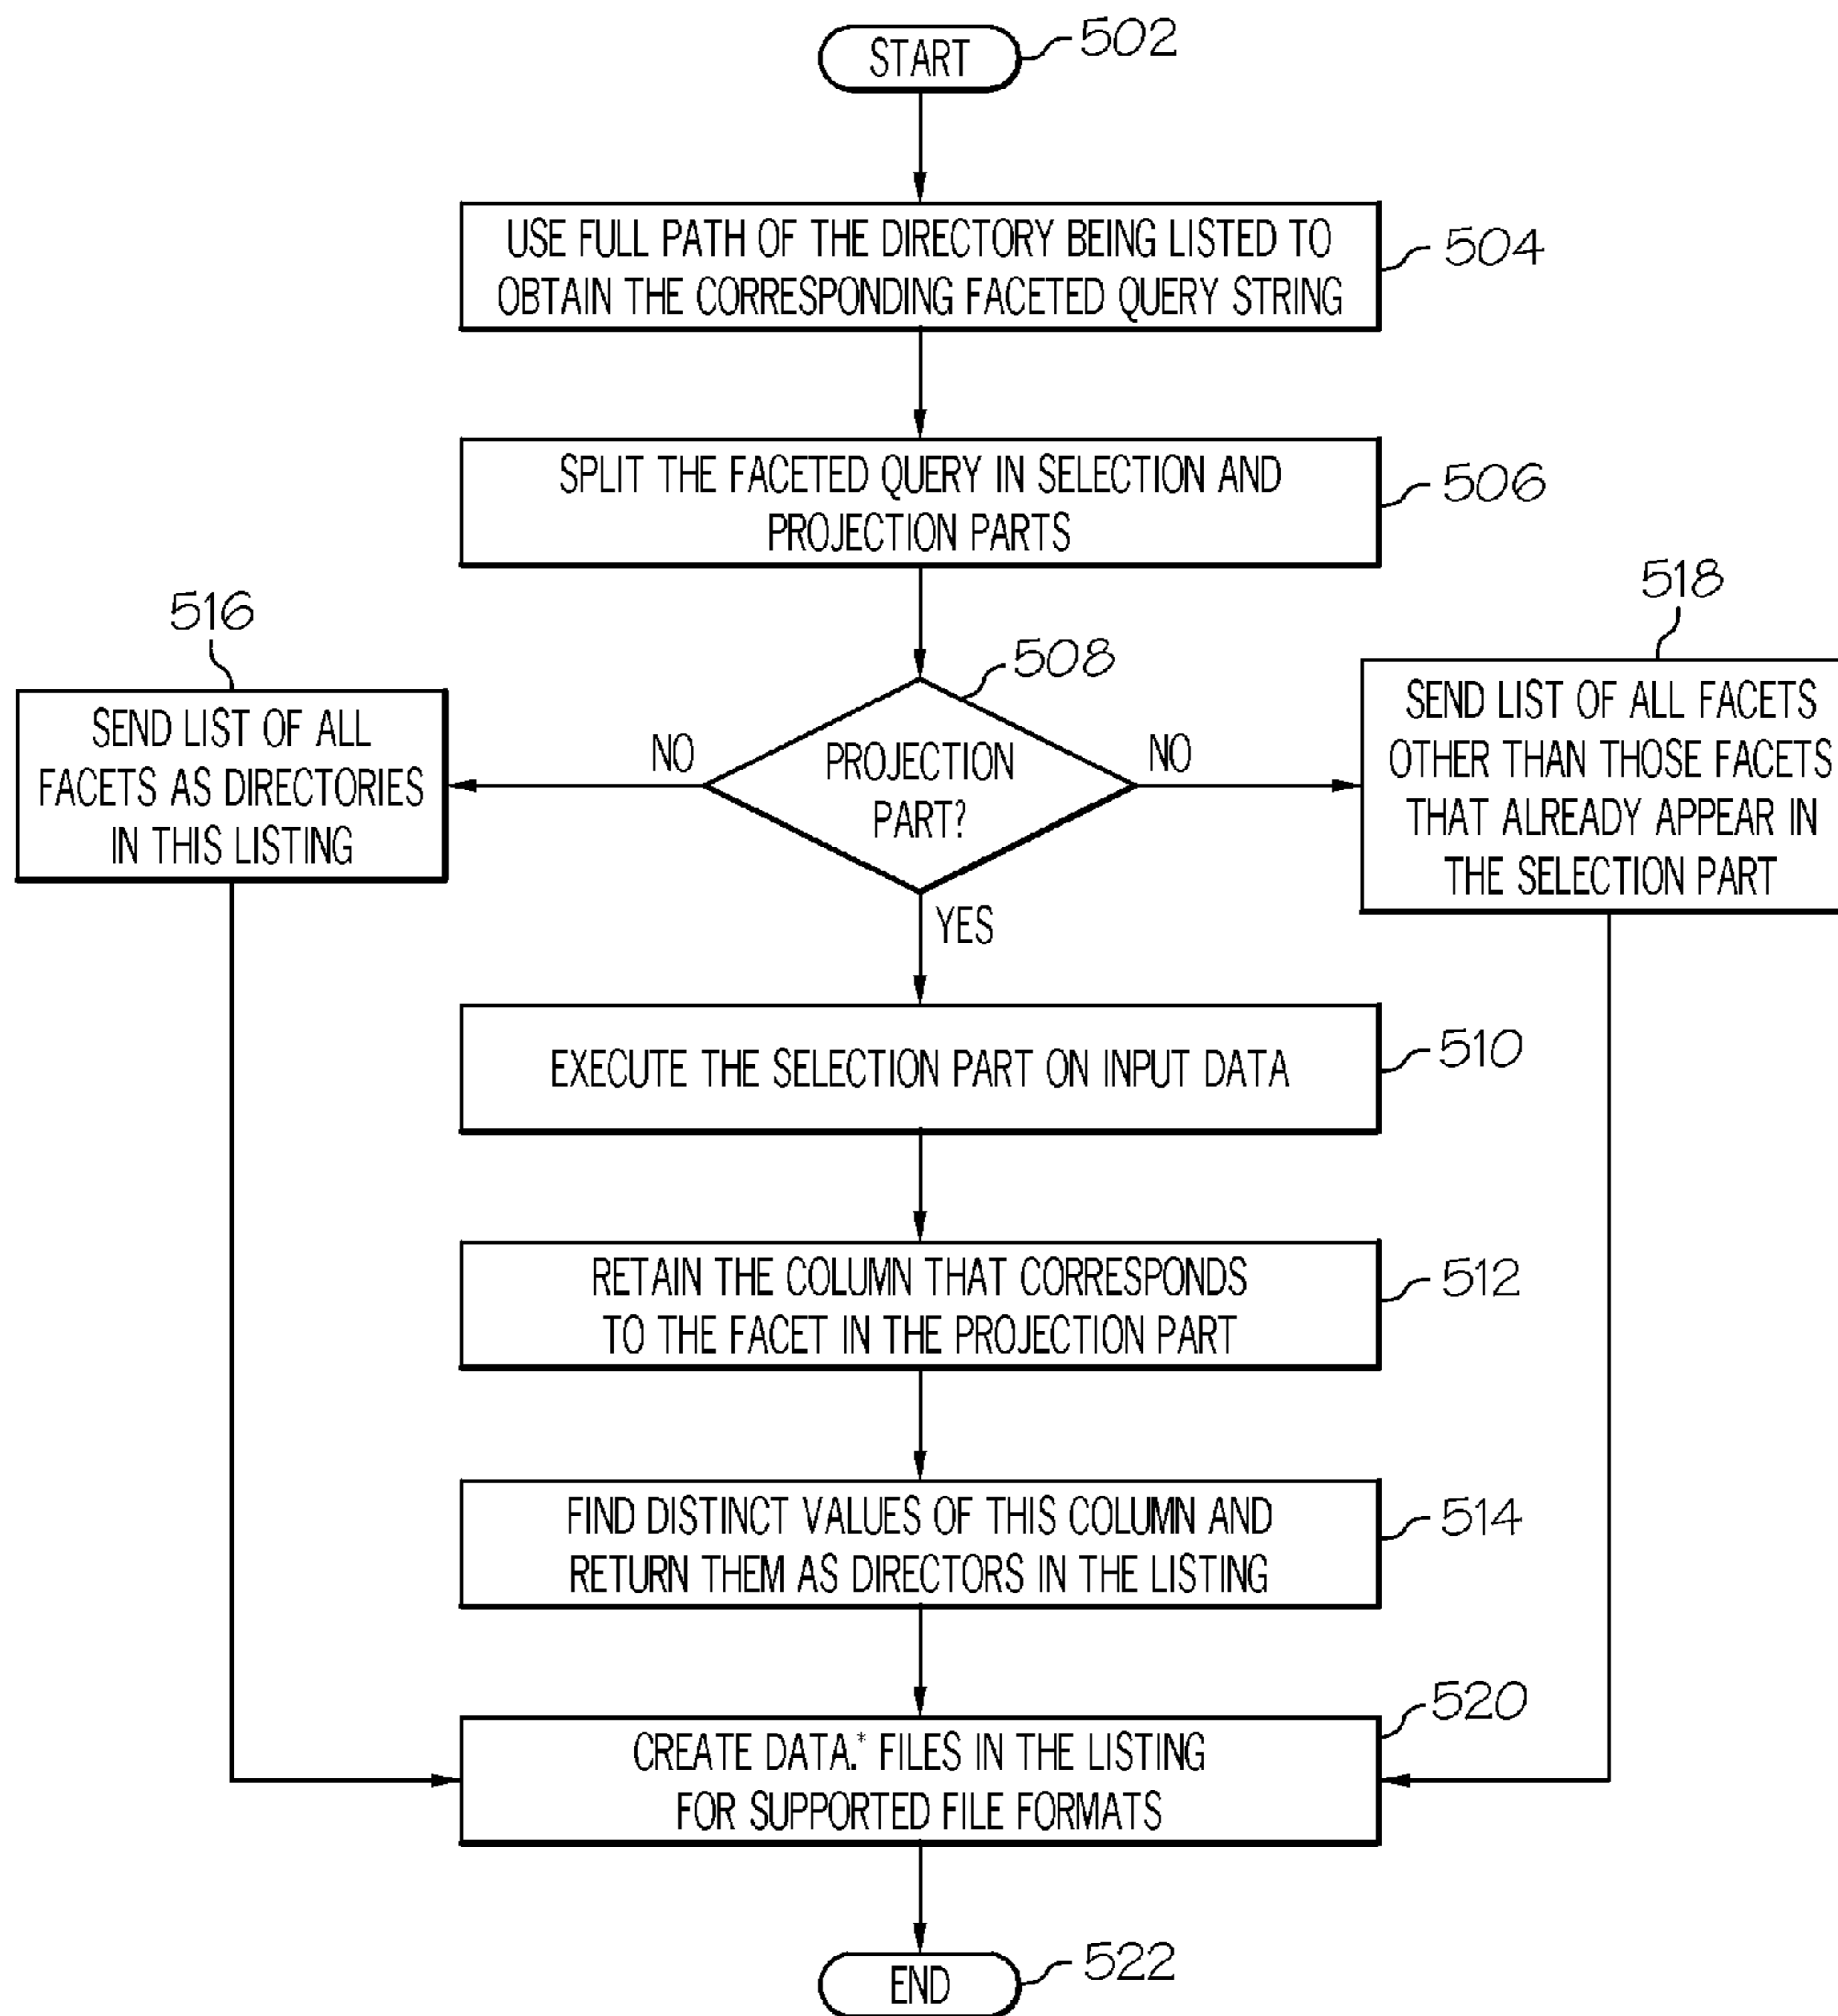 START
502
USE FULL PATH OF THE DIRECTORY BEING LISTED TO
OBTAIN THE CORRESPONDING FACETED QUERY STRING
504
SPLIT THE FACETED QUERY IN SELECTION AND
PROJECTION PARTS
506
516
SEND LIST OF ALL
FACETS AS DIRECTORIES
IN THIS LISTING
NO
508
PROJECTION
PART?
NO
518
SEND LIST OF ALL FACETS
OTHER THAN THOSE FACETS
THAT ALREADY APPEAR IN
THE SELECTION PART
YES
EXECUTE THE SELECTION PART ON INPUT DATA
510
RETAIN THE COLUMN THAT CORRESPONDS
TO THE FACET IN THE PROJECTION PART
512
FIND DISTINCT VALUES OF THIS COLUMN AND
RETURN THEM AS DIRECTORS IN THE LISTING
514
CREATE DATA.* FILES IN THE LISTING
FOR SUPPORTED FILE FORMATS
520
END
522